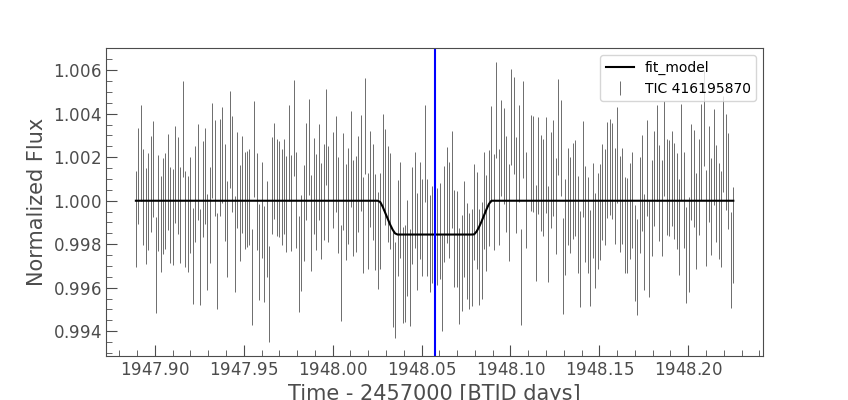 fit_model
TIC 416195870
Normalized Flux
1.006
1.004
1.002
1.000
0.998
0.996
0.994
1947.90 1947.95 1948.00 1948.05 1948.10 1948.15 1948.20
Time - 2457000 [BTJD days]